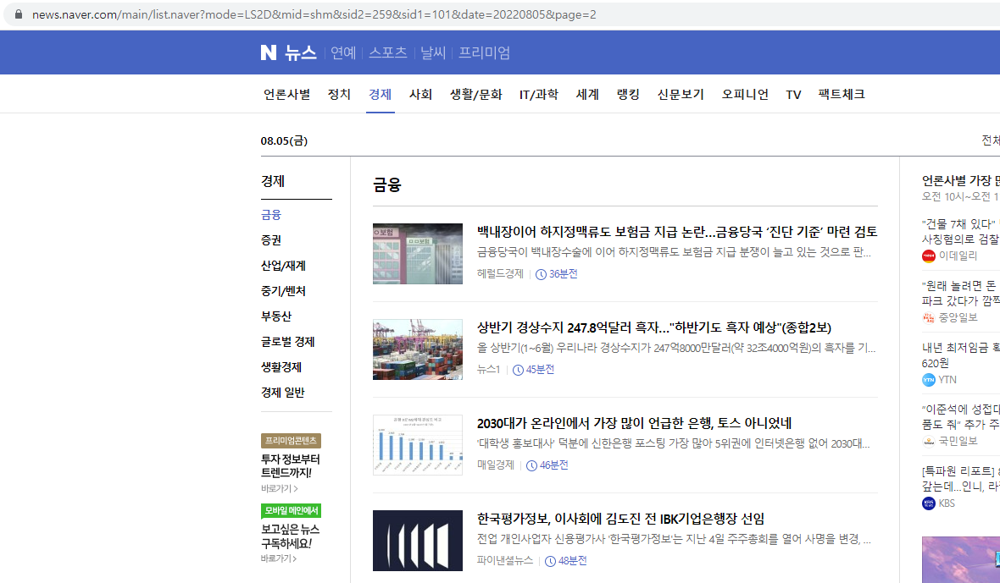 news.naver.com/main/list.naver?mode=LS2D&mid=shm&sid2=259&sid1=101&date=20220805&page=2
N 뉴스 연예 스포츠 날씨 프리미엄
언론사별 정치 경제 사회 생활/문화 IT/과학 세계 랭킹 신문보기 오피니언 TV 팩트체크
08.05(금)
전체
경제
금융
증권
산업/재계
중기/벤처
부동산
글로벌 경제
생활경제
경제 일반
프리미엄콘텐츠
투자 정보부터
트렌드까지!
바로가기 >
모바일 메인에서
보고싶은 뉴스
구독하세요!
바로가기 >
금융
ㅇ보험
ㅁㅁ보험
백내장이어 하지정맥류도 보험금 지급 논란…금융당국 ‘진단 기준’ 마련 검토
금융당국이 백내장수술에 이어 하지정맥류도 보험금 지급 분쟁이 늘고 있는 것으로 판…
헤럴드경제 36분전
상반기 경상수지 247.8억달러 흑자…"하반기도 흑자 예상"(종합2보)
올 상반기(1~6월) 우리나라 경상수지가 247억8000만달러(약 32조4000억원)의 흑자를 기…
뉴스1 45분전
2030대가 온라인에서 가장 많이 언급한 은행, 토스 아니었네
'대학생 홍보대사' 덕분에 신한은행 포스팅 가장 많아 5위권에 인터넷은행 없어 2030대…
매일경제 46분전
한국평가정보, 이사회에 김도진 전 IBK기업은행장 선임
전업 개인사업자 신용평가사 '한국평가정보'는 지난 4일 주주총회를 열어 사명을 변경, …
파이낸셜뉴스 48분전
언론사별 가장 많
오전 10시~오전 1
"건물 7채 있다"
사칭혐의로 검찰
이데일리
"원래 놀려면 돈
파크 갔다가 깜짝
중앙일보
내년 최저임금 확
620원
YTN YTN
“이준석에 성접대
품도 줘” 추가 주
국민일보
[특파원 리포트]
갚는데…인니, 라
KBS KBS